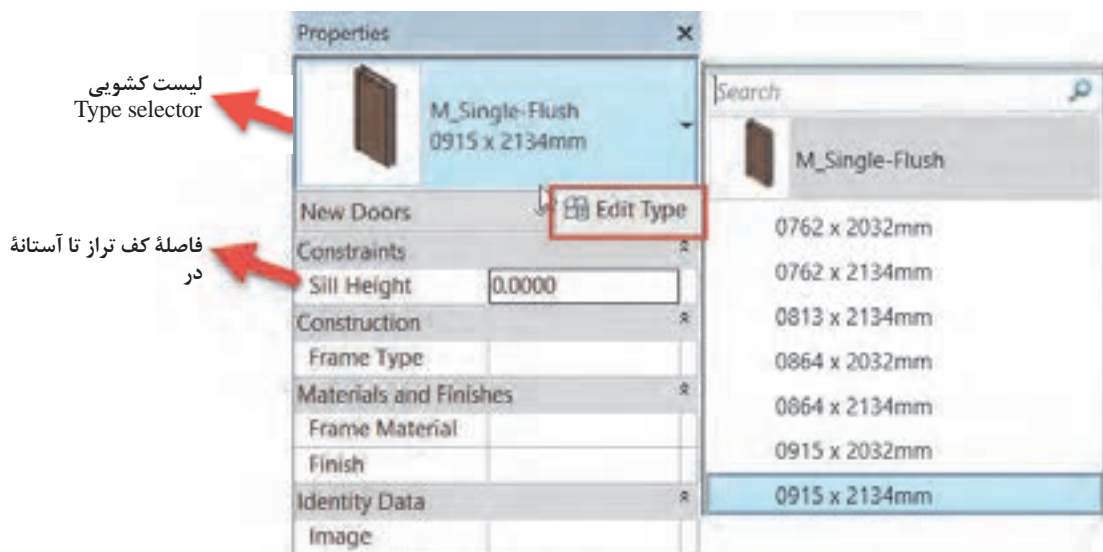 Properties
لیست کشویی
Type selector
M_Single-Flush
0915 x 2134mm
New Doors
Edit Type
فاصلهٔ کف تراز تا آستانهٔ
در
Constraints
Sill Height 0.0000
Construction
Frame Type
Materials and Finishes
Frame Material
Finish
Identity Data
Image
Search
M_Single-Flush
0762 x 2032mm
0762 x 2134mm
0813 x 2134mm
0864 x 2032mm
0864 x 2134mm
0915 x 2032mm
0915 x 2134mm